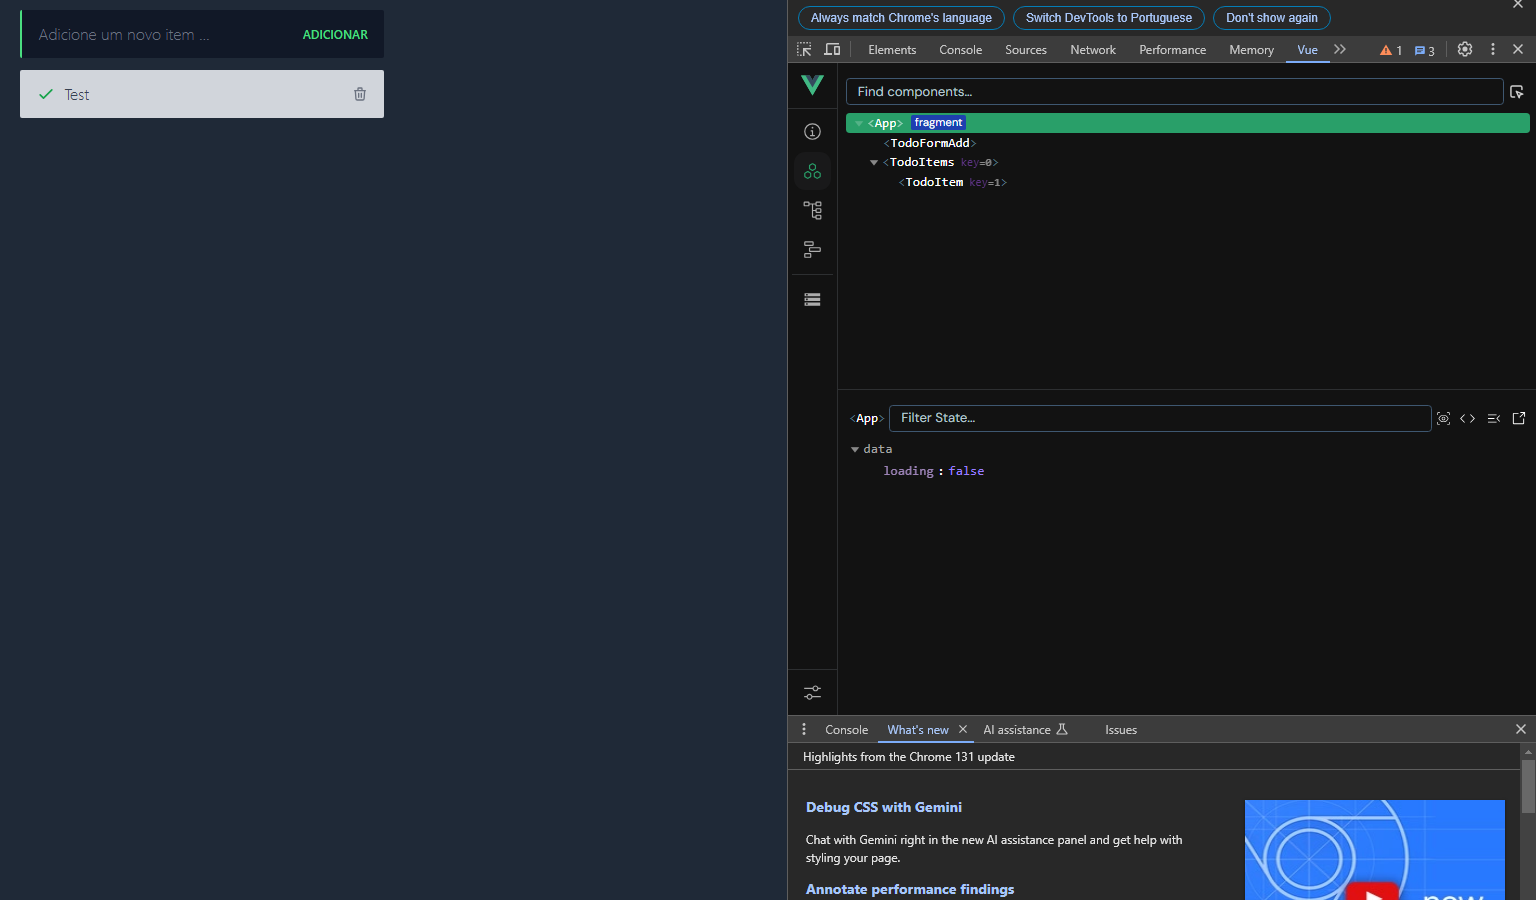 Adicione um novo item ...
ADICIONAR
Test
Always match Chrome's language
Switch DevTools to Portuguese
Don't show again
Elements
Console
Sources
Network
Performance
Memory
Vue
1
3
Find components...
<App> fragment
<TodoFormAdd>
<TodoItems key=0>
<TodoItem key=1>
<App>
Filter State...
data
loading : false
Console
What's new
AI assistance
Issues
Highlights from the Chrome 131 update
Debug CSS with Gemini
Chat with Gemini right in the new AI assistance panel and get help with
styling your page.
Annotate performance findings
new